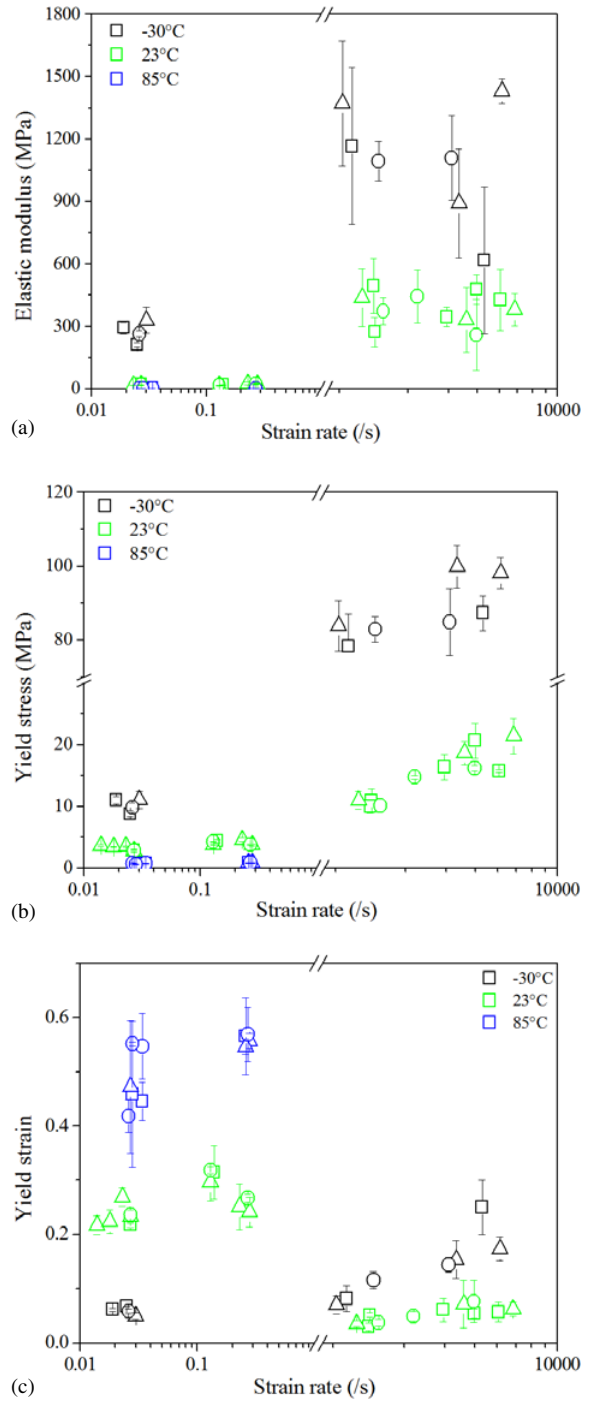 1800
1500
1200
900
600
300
0
Elastic modulus (MPa)
-30°C
23°C
85°C
0.01
0.1
10000
Strain rate (/s)
(a)
120
100
80
20
10
0
Yield stress (MPa)
-30°C
23°C
85°C
0.01
0.1
10000
Strain rate (/s)
(b)
0.6
0.4
0.2
0.0
Yield strain
-30°C
23°C
85°C
0.01
0.1
10000
Strain rate (/s)
(c)